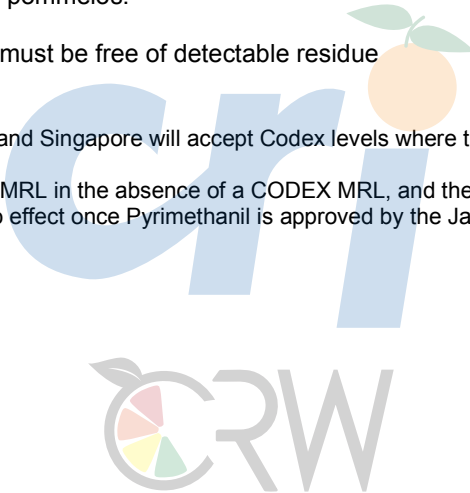 pommelos.
must be free of detectable residue
and Singapore will accept Codex levels where t
MRL in the absence of a CODEX MRL, and the
effect once Pyrimethanil is approved by the Ja
cri
CRW